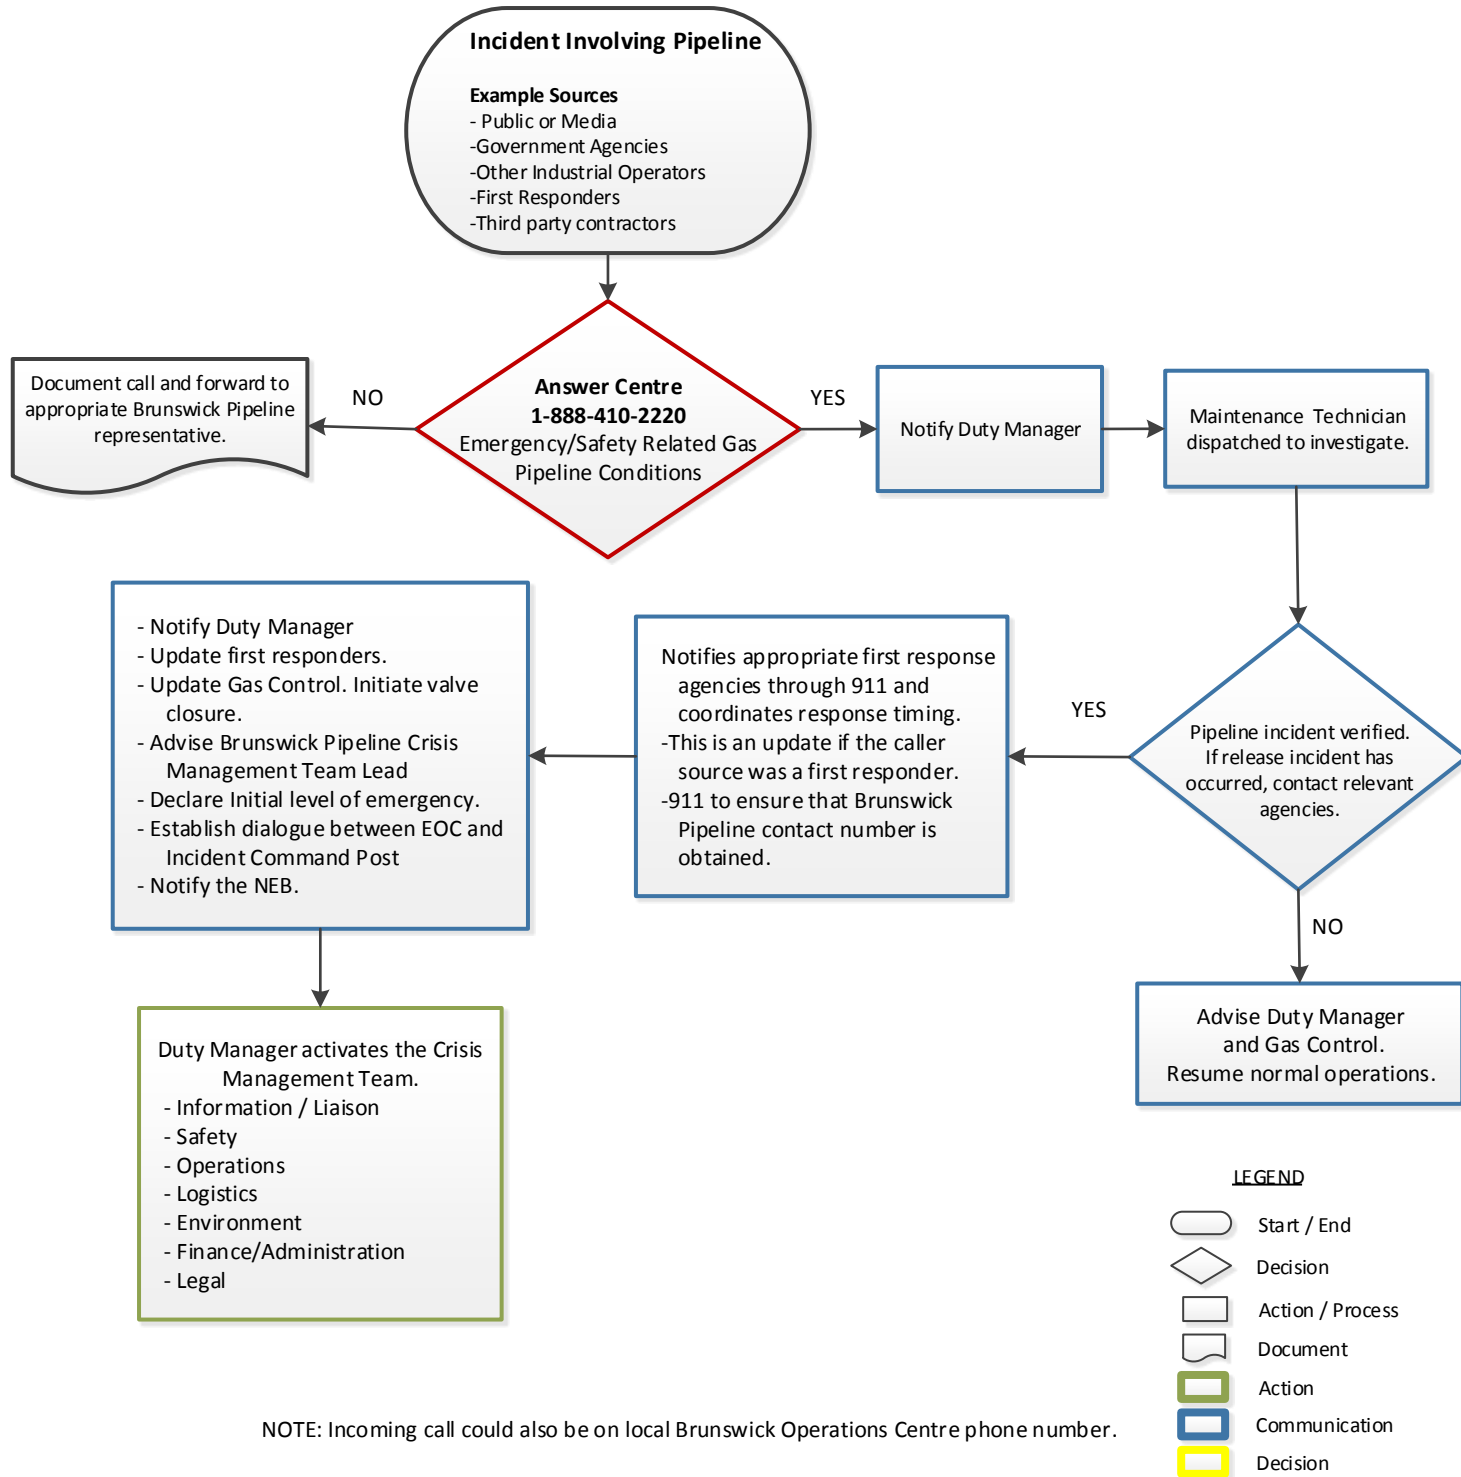 Incident Involving Pipeline
Example Sources
- Public or Media
-Government Agencies
-Other Industrial Operators
-First Responders
-Third party contractors
Document call and forward to
appropriate Brunswick Pipeline
representative.
NO
Answer Centre
1-888-410-2220
Emergency/Safety Related Gas
Pipeline Conditions
YES
Notify Duty Manager
Maintenance Technician
dispatched to investigate.
- Notify Duty Manager
- Update first responders.
- Update Gas Control. Initiate valve
closure.
- Advise Brunswick Pipeline Crisis
Management Team Lead
- Declare Initial level of emergency.
- Establish dialogue between EOC and
Incident Command Post
- Notify the NEB.
Notifies appropriate first response
agencies through 911 and
coordinates response timing.
-This is an update if the caller
source was a first responder.
-911 to ensure that Brunswick
Pipeline contact number is
obtained.
YES
Pipeline incident verified.
If release incident has
occurred, contact relevant
agencies.
NO
Advise Duty Manager
and Gas Control.
Resume normal operations.
Duty Manager activates the Crisis
Management Team.
- Information / Liaison
- Safety
- Operations
- Logistics
- Environment
- Finance/Administration
- Legal
LEGEND
Start / End
Decision
Action / Process
Document
Action
Communication
Decision
NOTE: Incoming call could also be on local Brunswick Operations Centre phone number.